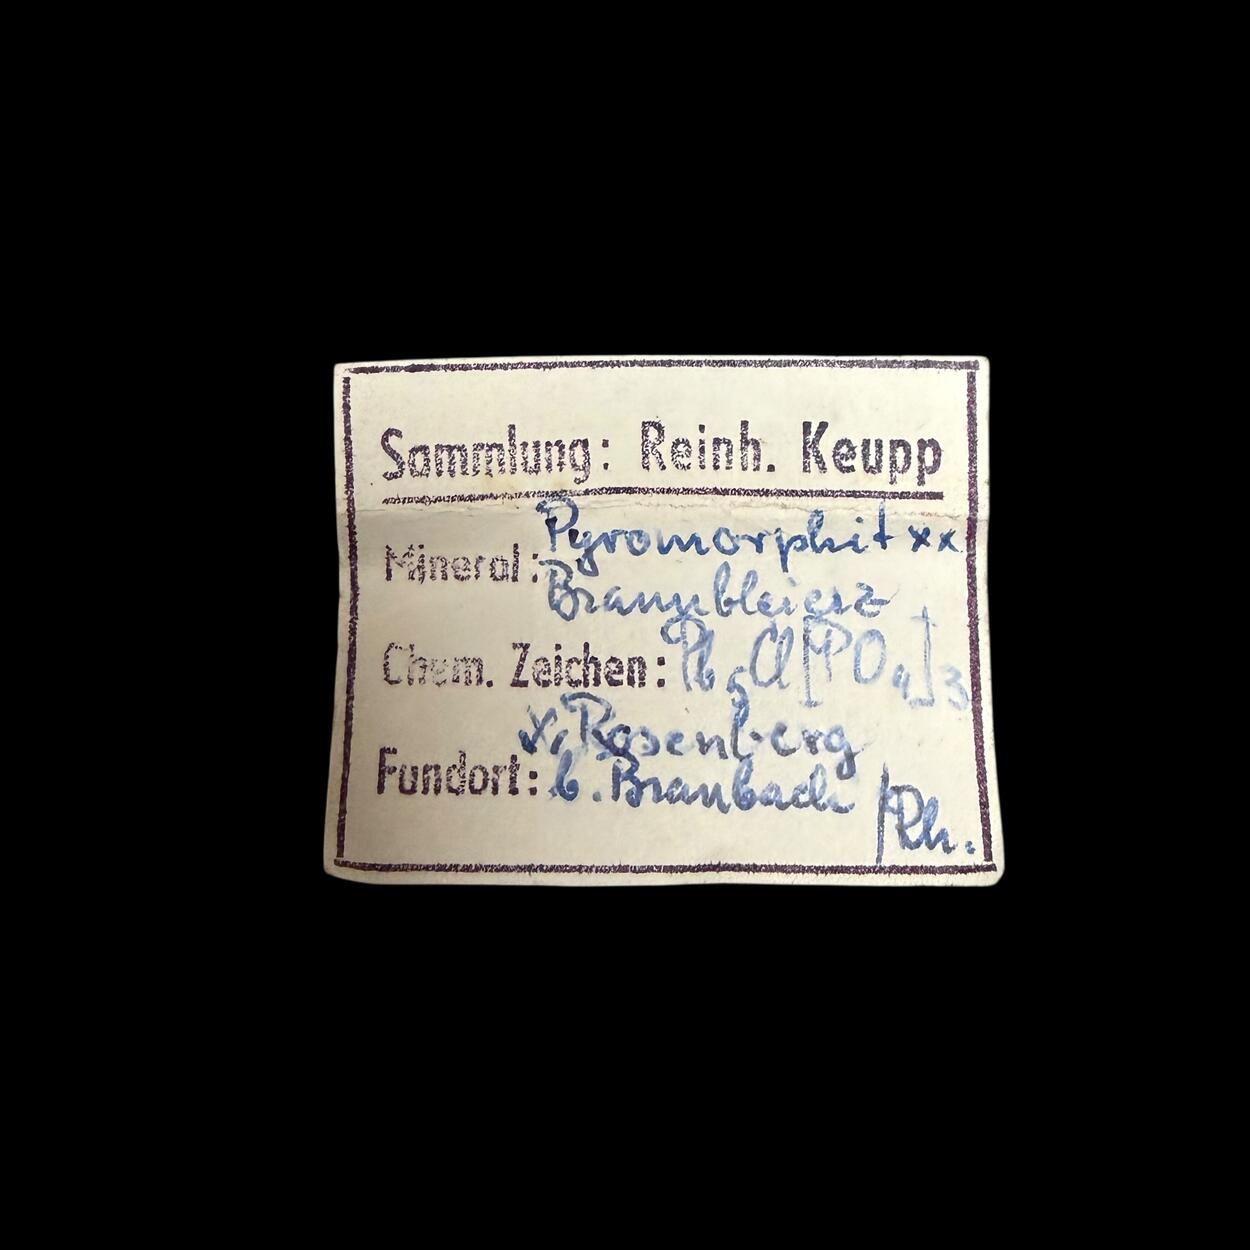 Sammlung: Reinh. Keupp
Mineral: Pyromorphit xx
Braunbleierz
Chem. Zeichen: Pb5Cl[PO4]3
Fundort: Rosenberg
b. Braubach /Rh.